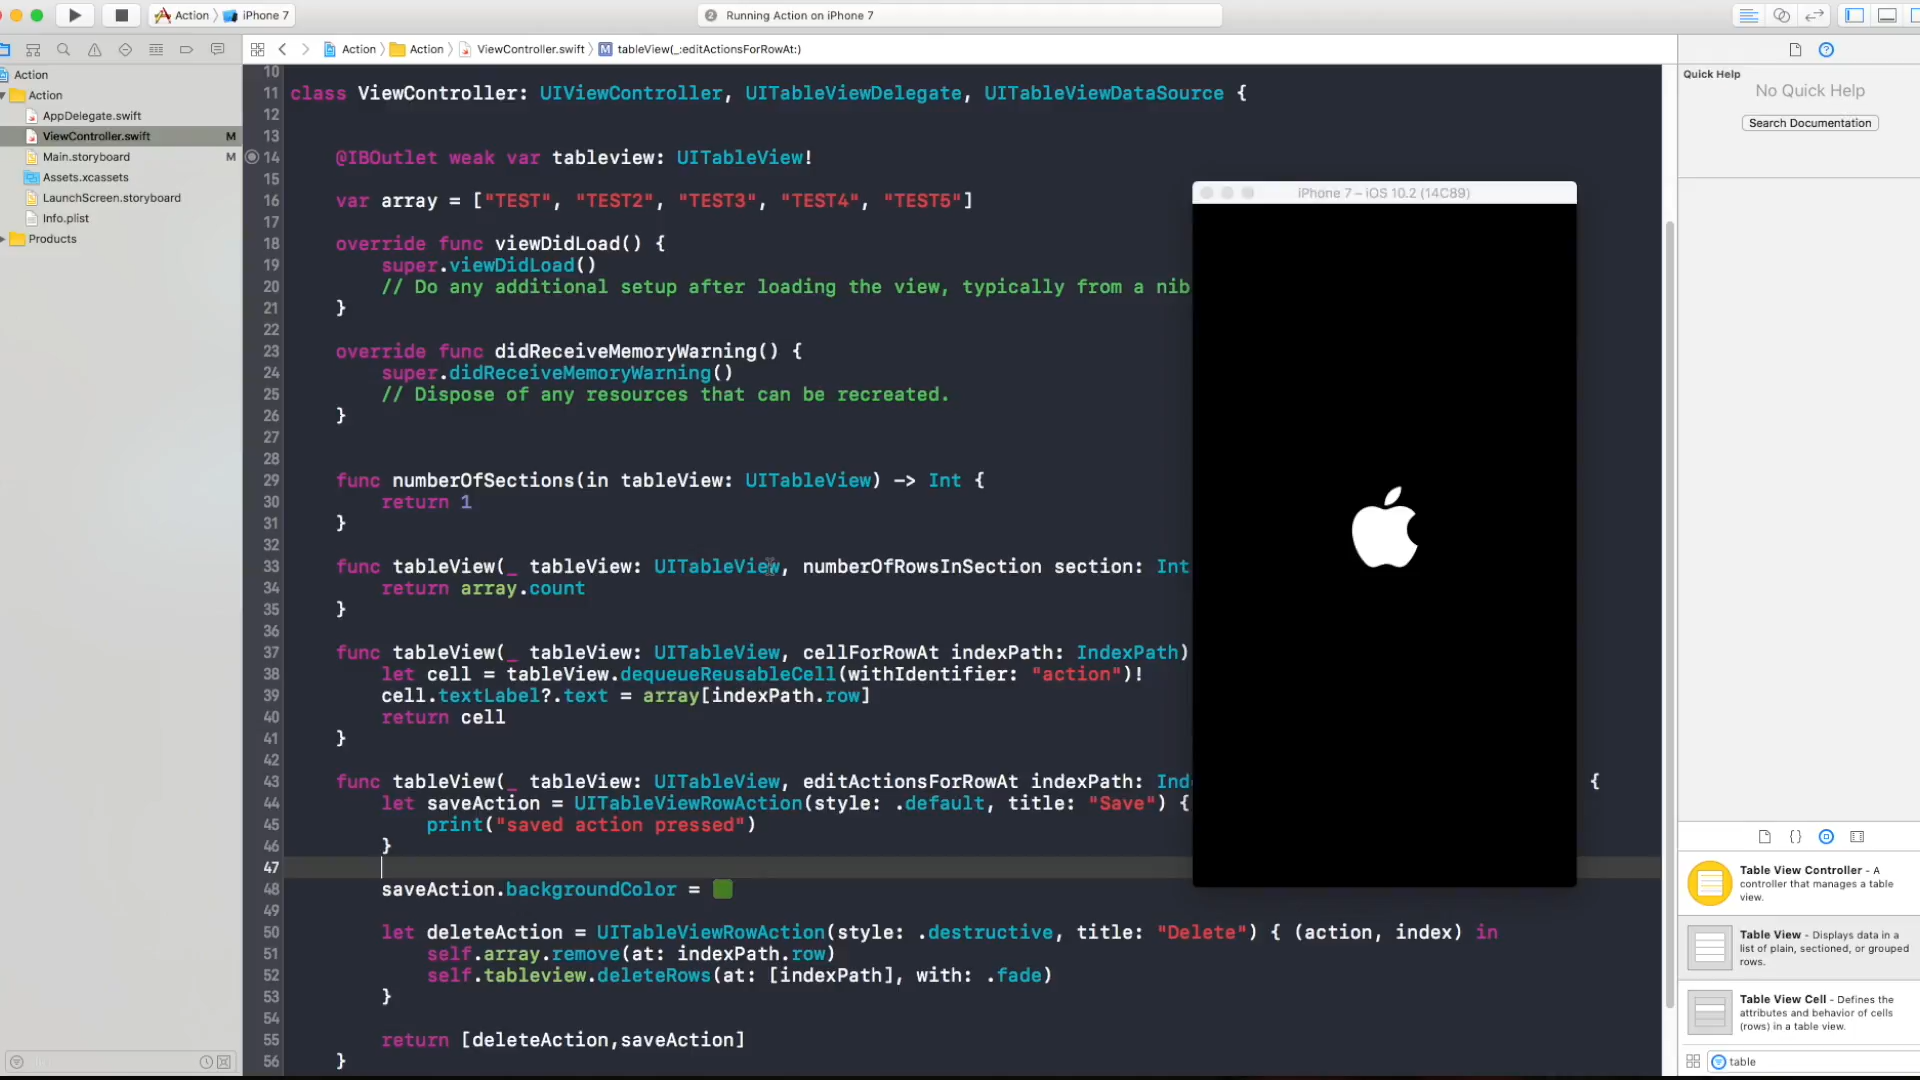 Action
iPhone 7
2 Running Action on iPhone 7
Action
Action
ViewController.swift
M tableView(_:editActionsForRowAt:)
Action
Action
AppDelegate.swift
ViewController.swift M
Main.storyboard M
Assets.xcassets
LaunchScreen.storyboard
Info.plist
Products
10
11 class ViewController: UIViewController, UITableViewDelegate, UITableViewDataSource {
12
13
14 @IBOutlet weak var tableview: UITableView!
15
16 var array = ["TEST", "TEST2", "TEST3", "TEST4", "TEST5"]
17
18 override func viewDidLoad() {
19 super.viewDidLoad()
20 // Do any additional setup after loading the view, typically from a nib
21 }
22
23 override func didReceiveMemoryWarning() {
24 super.didReceiveMemoryWarning()
25 // Dispose of any resources that can be recreated.
26 }
27
28
29 func numberOfSections(in tableView: UITableView) -> Int {
30 return 1
31 }
32
33 func tableView(_ tableView: UITableView, numberOfRowsInSection section: Int
34 return array.count
35 }
36
37 func tableView(_ tableView: UITableView, cellForRowAt indexPath: IndexPath)
38 let cell = tableView.dequeueReusableCell(withIdentifier: "action")!
39 cell.textLabel?.text = array[indexPath.row]
40 return cell
41 }
42
43 func tableView(_ tableView: UITableView, editActionsForRowAt indexPath: Ind {
44 let saveAction = UITableViewRowAction(style: .default, title: "Save") {
45 print("saved action pressed")
46 }
47
48 saveAction.backgroundColor =
49
50 let deleteAction = UITableViewRowAction(style: .destructive, title: "Delete") { (action, index) in
51 self.array.remove(at: indexPath.row)
52 self.tableview.deleteRows(at: [indexPath], with: .fade)
53 }
54
55 return [deleteAction,saveAction]
56 }
iPhone 7 – iOS 10.2 (14C89)
Quick Help
No Quick Help
Search Documentation
Table View Controller - A
controller that manages a table
view.
Table View - Displays data in a
list of plain, sectioned, or grouped
rows.
Table View Cell - Defines the
attributes and behavior of cells
(rows) in a table view.
table